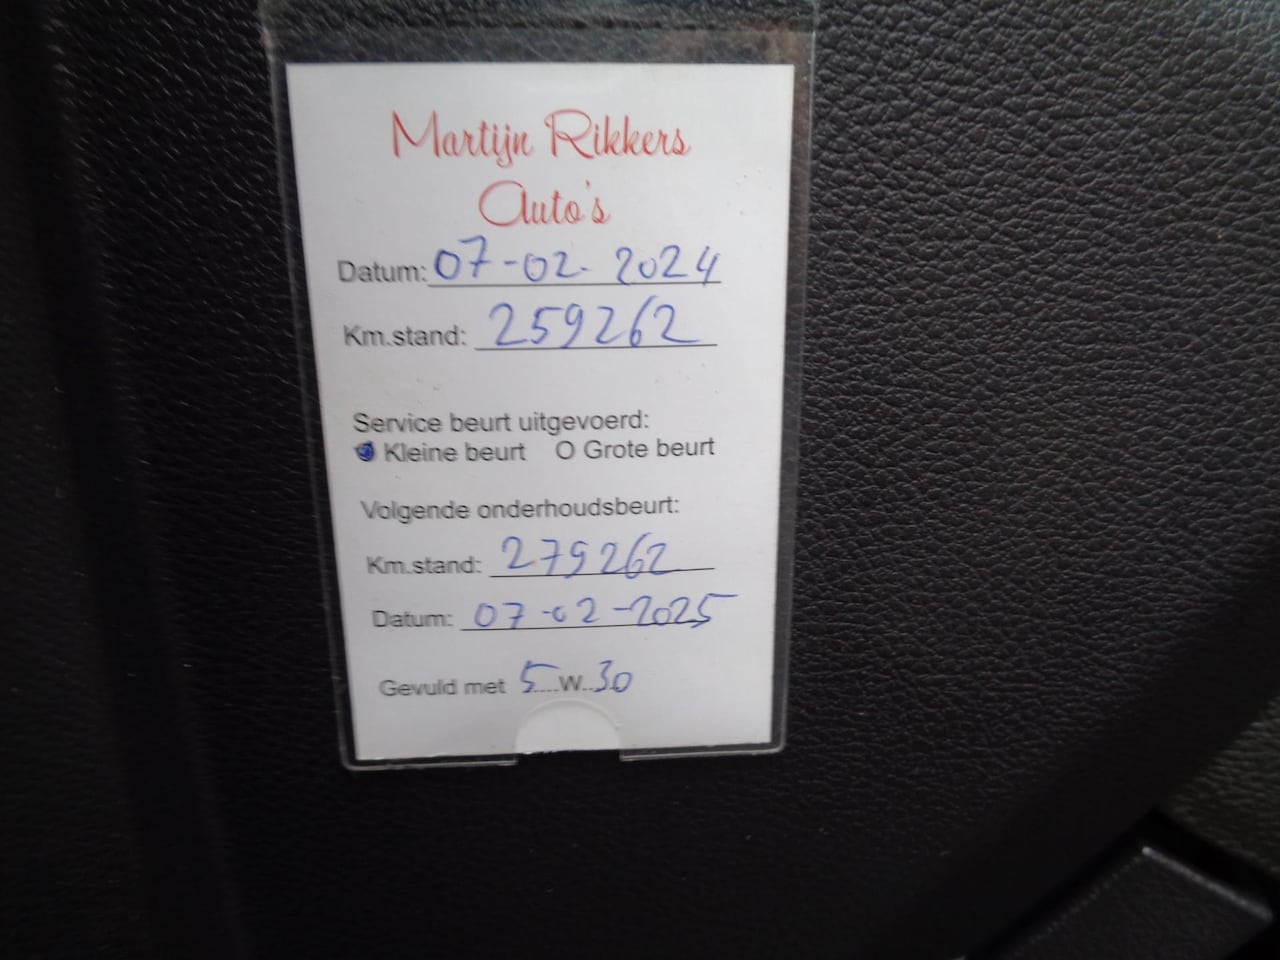 Martijn Rikkers
Auto's
Datum: 07-02-2024
Km.stand: 259262
Service beurt uitgevoerd:
Kleine beurt O Grote beurt
Volgende onderhoudsbeurt:
Km.stand: 279262
Datum: 07-02-2025
Gevuld met 5....W..30